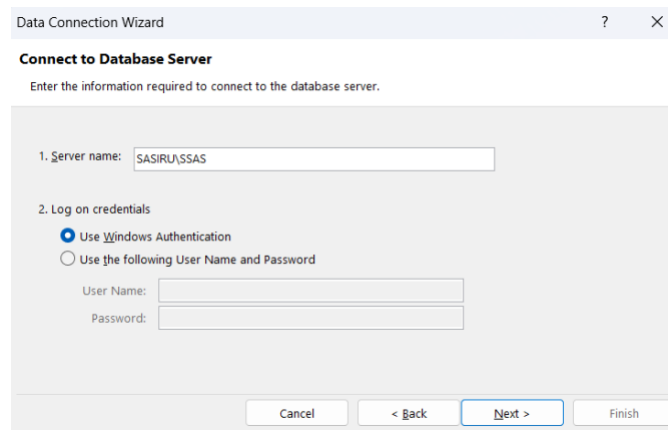 Data Connection Wizard ? ×
Connect to Database Server
Enter the information required to connect to the database server.
1. Server name: SASIRU\SSAS
2. Log on credentials
Use Windows Authentication
Use the following User Name and Password
User Name:
Password:
Cancel < Back Next > Finish